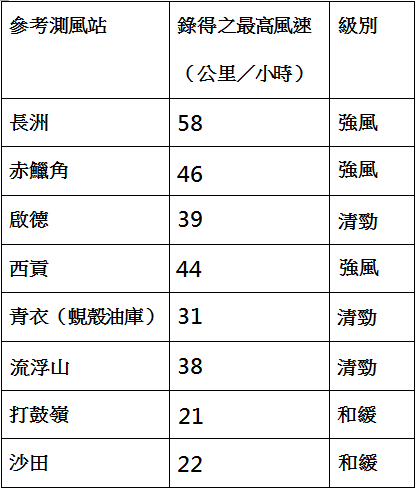 參考測風站 錄得之最高風速 級別
（公里／小時）
長洲 58 強風
赤鱲角 46 強風
啟德 39 清勁
西貢 44 強風
青衣（蜆殼油庫） 31 清勁
流浮山 38 清勁
打鼓嶺 21 和緩
沙田 22 和緩